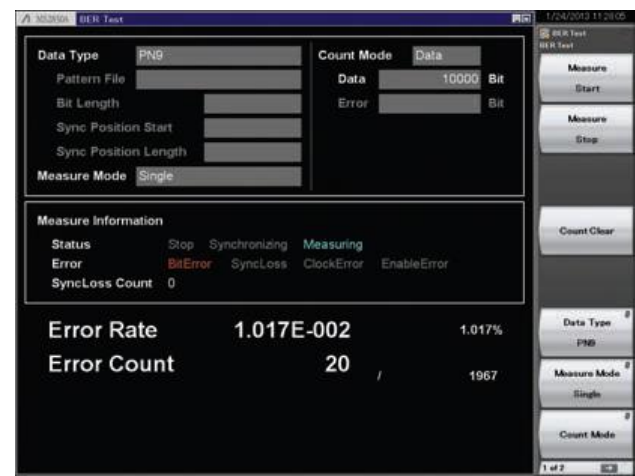 BER Test
1/24/2013 11:28:05
BER Test
BER Test
Data Type PN9
Count Mode Data
Measure Start
Pattern File
Data 10000 Bit
Bit Length
Error Bit
Measure Stop
Sync Position Start
Sync Position Length
Measure Mode Single
Measure Information
Status Stop Synchronizing Measuring
Count Clear
Error BitError SyncLoss ClockError EnableError
SyncLoss Count 0
Error Rate 1.017E-002 1.017%
Data Type
PN9
Error Count 20 / 1967
Measure Mode
Single
Count Mode
1 of 2